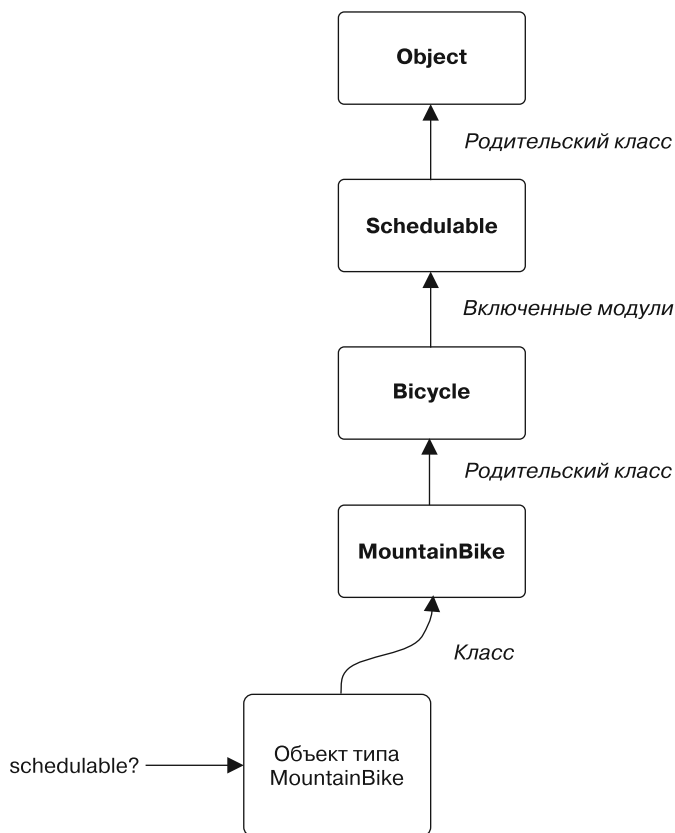 Object
Родительский класс
Schedulable
Включенные модули
Bicycle
Родительский класс
MountainBike
Класс
schedulable?
Объект типа
MountainBike